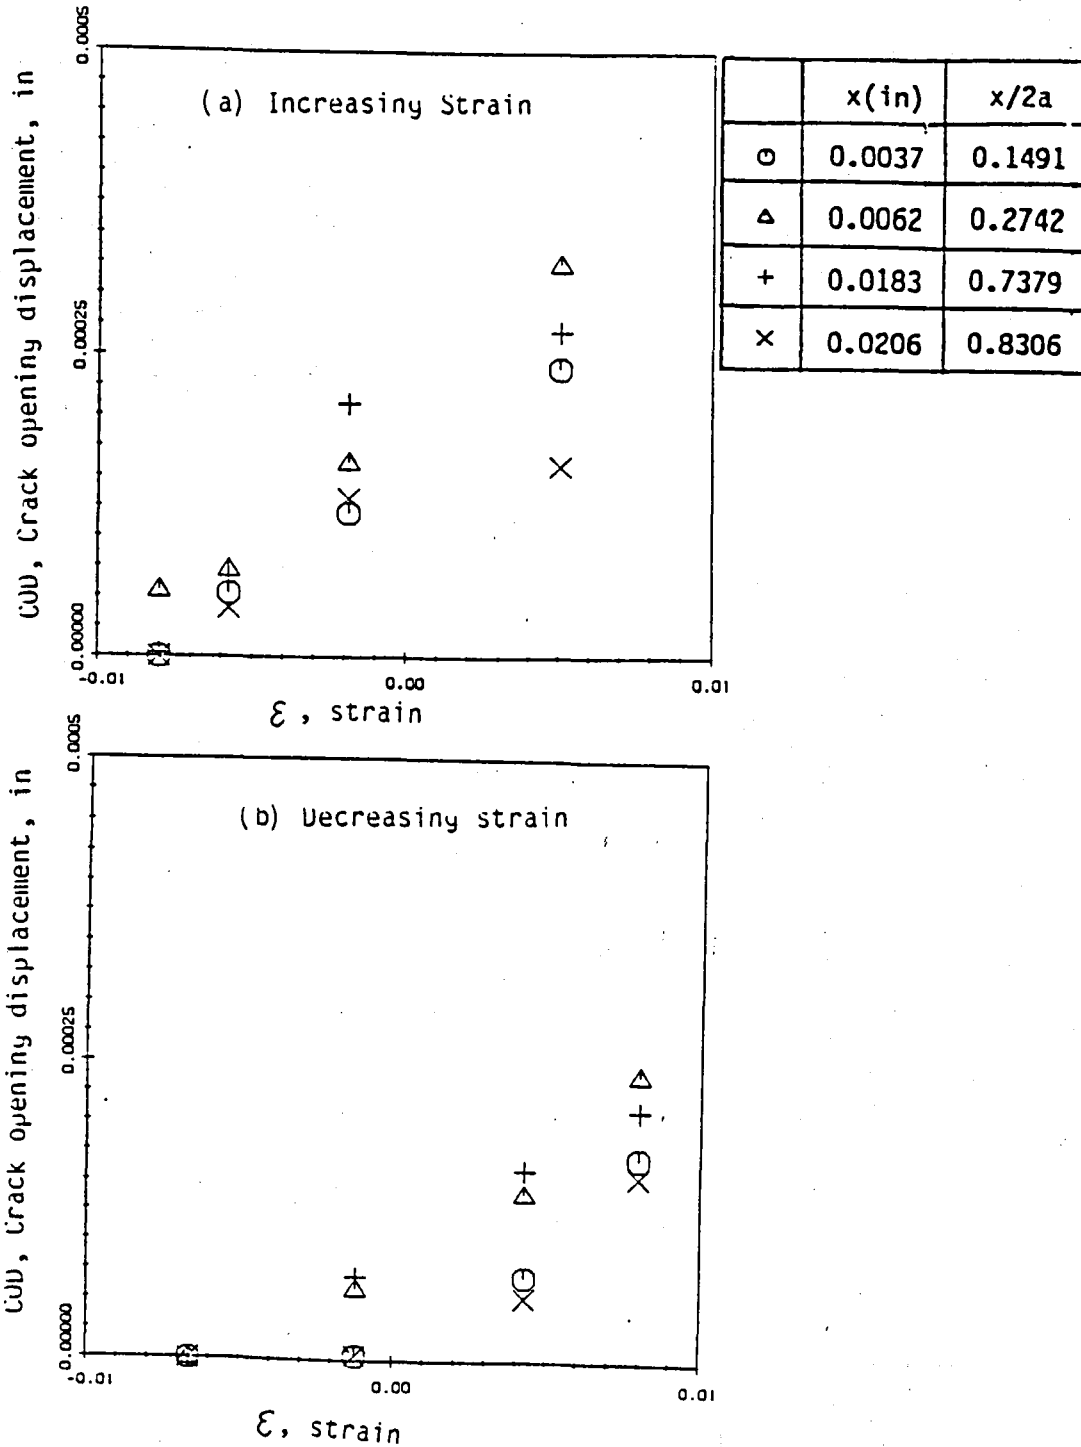 (a) Increasing Strain
COD, Crack opening displacement, in
0.0005
0.00025
0.00000
-0.01 0.00 0.01
ε, strain
x(in) x/2a
0.0037 0.1491
0.0062 0.2742
0.0183 0.7379
0.0206 0.8306
(b) Decreasing strain
COD, Crack opening displacement, in
0.0005
0.00025
0.00000
-0.01 0.00 0.01
ε, strain